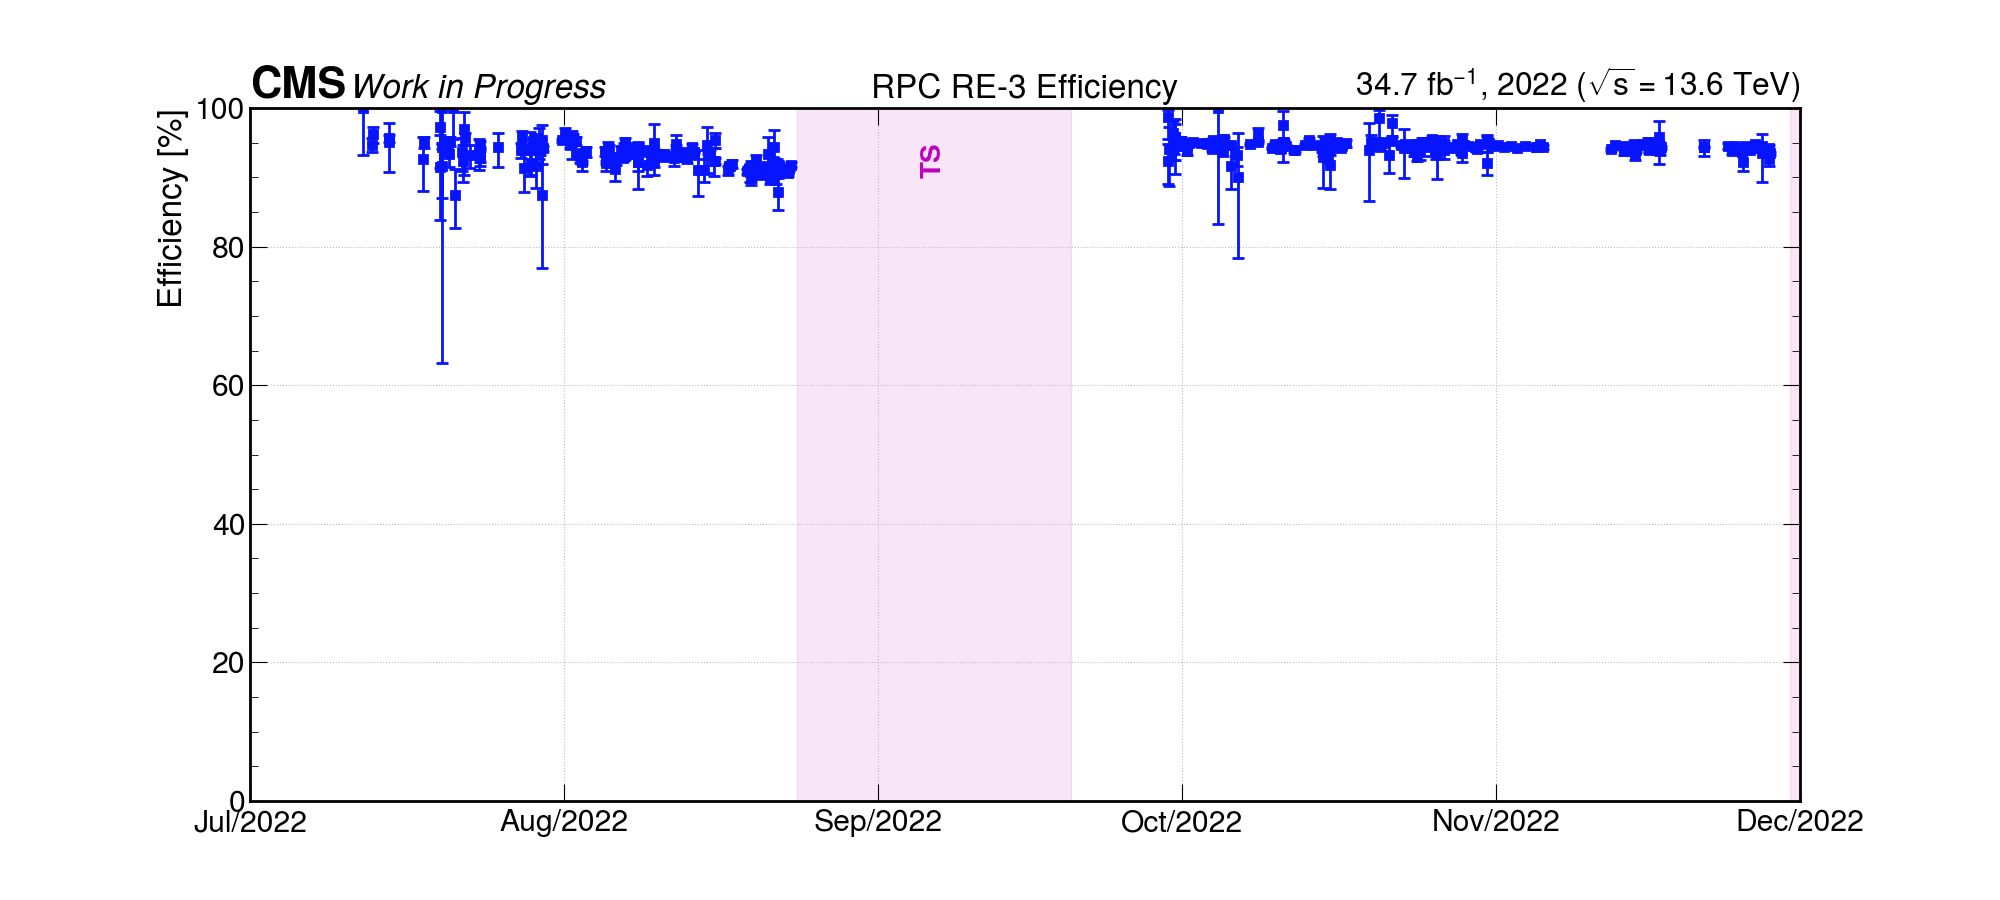 CMS Work in Progress RPC RE-3 Efficiency 34.7 fb⁻¹, 2022 (√s = 13.6 TeV)
Efficiency [%]
100
80
60
40
20
0
TS
Jul/2022 Aug/2022 Sep/2022 Oct/2022 Nov/2022 Dec/2022